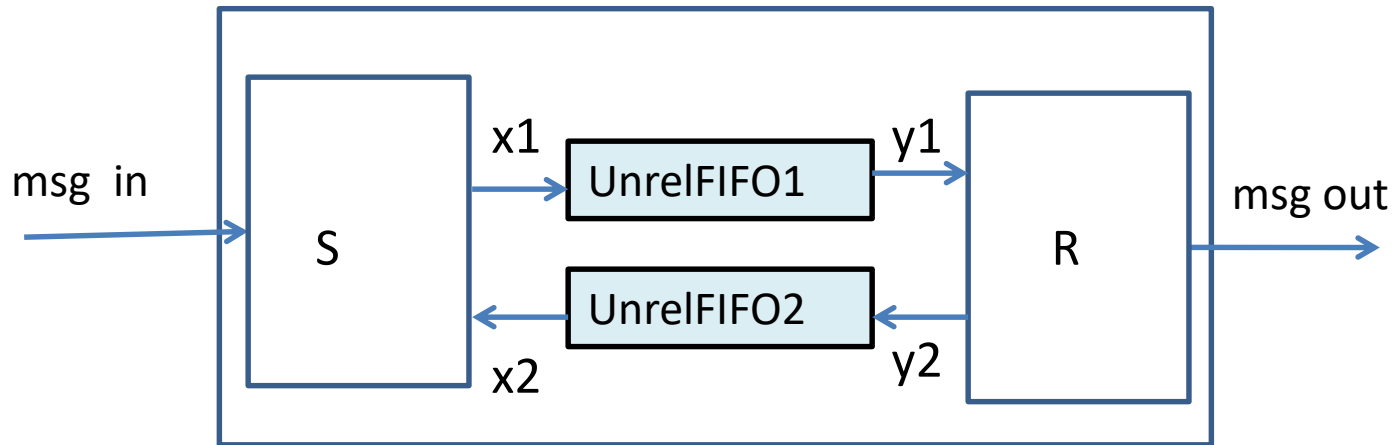 x1
y1
UnrelFIFO1
msg in
msg out
S
R
UnrelFIFO2
x2
y2